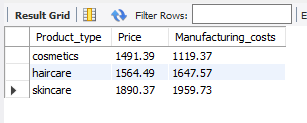 Result Grid Filter Rows: E
Product_type Price Manufacturing_costs
cosmetics 1491.39 1119.37
haircare 1564.49 1647.57
skincare 1890.37 1959.73